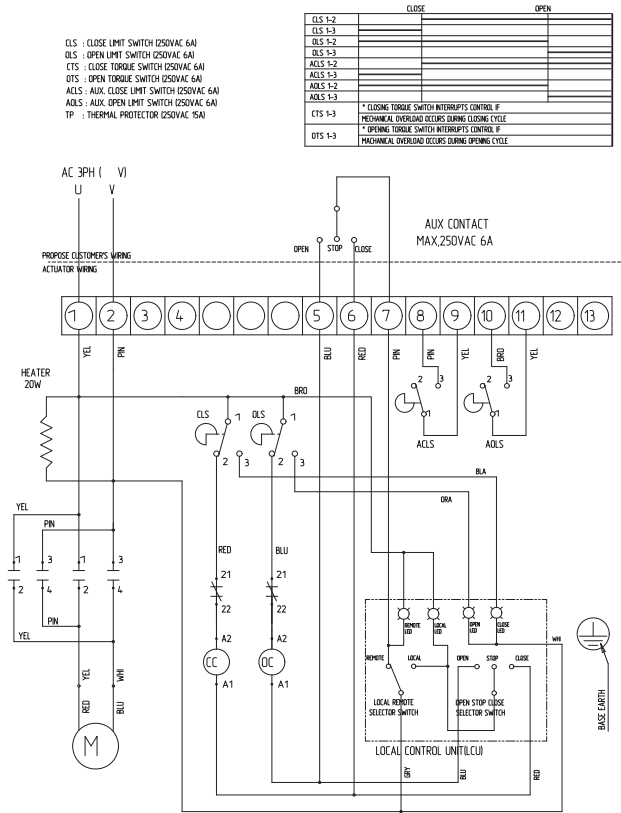 CLOSE OPEN
CLS 1-2
CLS 1-3
OLS 1-2
OLS 1-3
ACLS 1-2
ACLS 1-3
AOLS 1-2
AOLS 1-3
CTS 1-3 * CLOSING TORQUE SWITCH INTERRUPTS CONTROL IF
MECHANICAL OVERLOAD OCCURS DURING CLOSING CYCLE
OTS 1-3 * OPENING TORQUE SWITCH INTERRUPTS CONTROL IF
MACHANICAL OVERLOAD OCCURS DURING OPENING CYCLE
CLS : CLOSE LIMIT SWITCH (250VAC 6A)
OLS : OPEN LIMIT SWITCH (250VAC 6A)
CTS : CLOSE TORQUE SWITCH (250VAC 6A)
OTS : OPEN TORQUE SWITCH (250VAC 6A)
ACLS : AUX. CLOSE LIMIT SWITCH (250VAC 6A)
AOLS : AUX. OPEN LIMIT SWITCH (250VAC 6A)
TP : THERMAL PROTECTOR (250VAC 15A)
AC 3PH ( V)
U V
AUX CONTACT
MAX,250VAC 6A
OPEN STOP CLOSE
PROPOSE CUSTOMER'S WIRING
ACTUATOR WIRING
1 2 3 4 5 6 7 8 9 10 11 12 13
YEL PIN BLU RED PIN PIN YEL BRO YEL
HEATER
20W
BRO
2 3 2 3
1 1
ACLS AOLS
CLS 1 OLS 1
2 3 2 3
BLA
ORA
YEL
PIN
RED BLU
1 3 1 3
2 4 2 4
21 21
22 22
PIN
YEL
A2 A2
CC OC
A1 A1
REMOTE
LED
LOCAL
LED
OPEN
LED
CLOSE
LED
WHI
REMOTE LOCAL OPEN STOP CLOSE
LOCAL REMOTE
SELECTOR SWITCH
OPEN STOP CLOSE
SELECTOR SWITCH
LOCAL CONTROL UNIT(LCU)
BASE EARTH
YEL WHI
RED BLU
M
GRY BLU RED